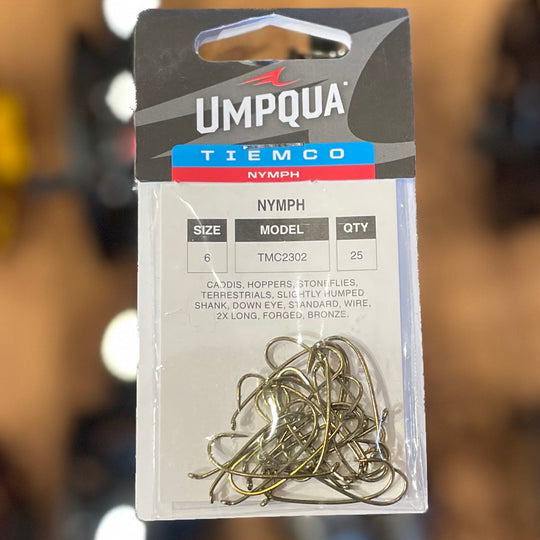 UMPQUA
TIEMCO
NYMPH
NYMPH
SIZE MODEL QTY
6 TMC2302 25
CADDIS, HOPPERS, STONEFLIES,
TERRESTRIALS, SLIGHTLY HUMPED
SHANK, DOWN EYE, STANDARD, WIRE,
2X LONG, FORGED, BRONZE.